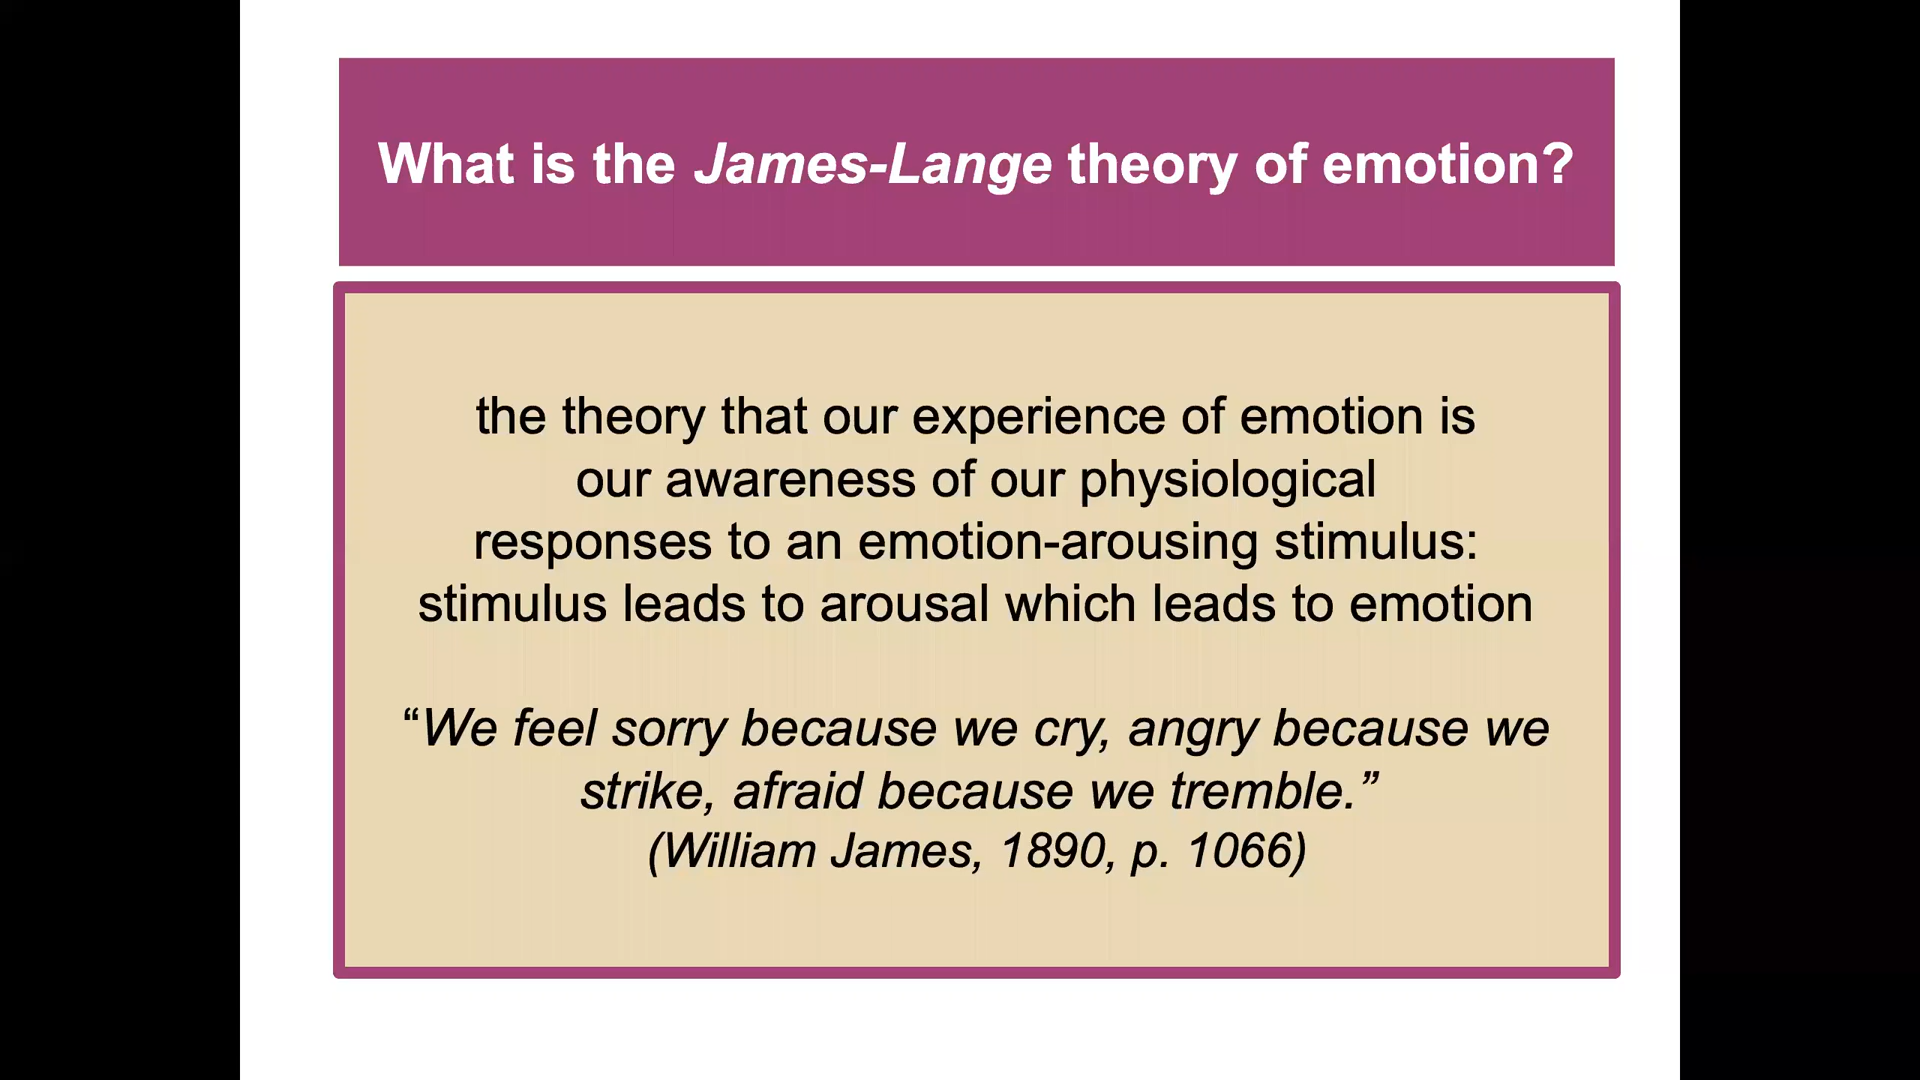 What is the James-Lange theory of emotion?
the theory that our experience of emotion is
our awareness of our physiological
responses to an emotion-arousing stimulus:
stimulus leads to arousal which leads to emotion
“We feel sorry because we cry, angry because we
strike, afraid because we tremble.”
(William James, 1890, p. 1066)